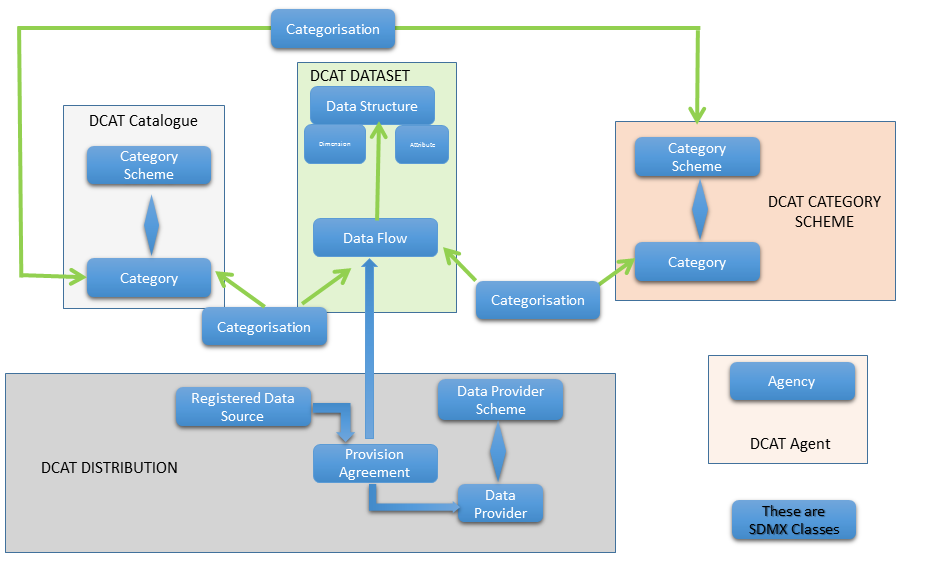 Categorisation
DCAT DATASET
Data Structure
Dimension
Attribute
Data Flow
DCAT Catalogue
Category
Scheme
Category
Categorisation
Categorisation
Category
Scheme
DCAT CATEGORY
SCHEME
Category
Registered Data
Source
Data Provider
Scheme
DCAT DISTRIBUTION
Provision
Agreement
Data
Provider
Agency
DCAT Agent
These are
SDMX Classes